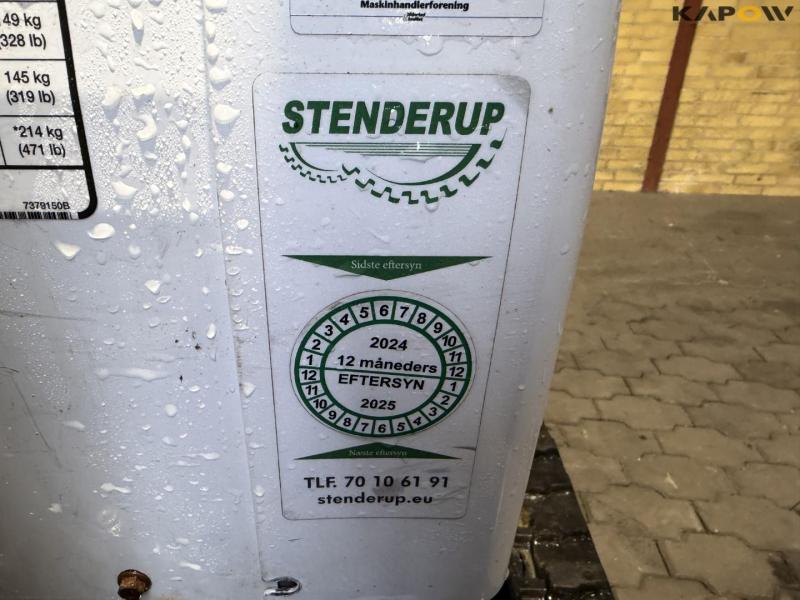 KAPOW
49 kg
(328 lb)
145 kg
(319 lb)
*214 kg
(471 lb)
7379150B
Maskinhandlerforening
STENDERUP
Sidste eftersyn
1 2 3 4 5 6 7 8 9 10 11 12
2024
12 måneders
EFTERSYN
2025
12 11 10 9 8 7 6 5 4 3 2 1
Næste eftersyn
TLF. 70 10 61 91
stenderup.eu